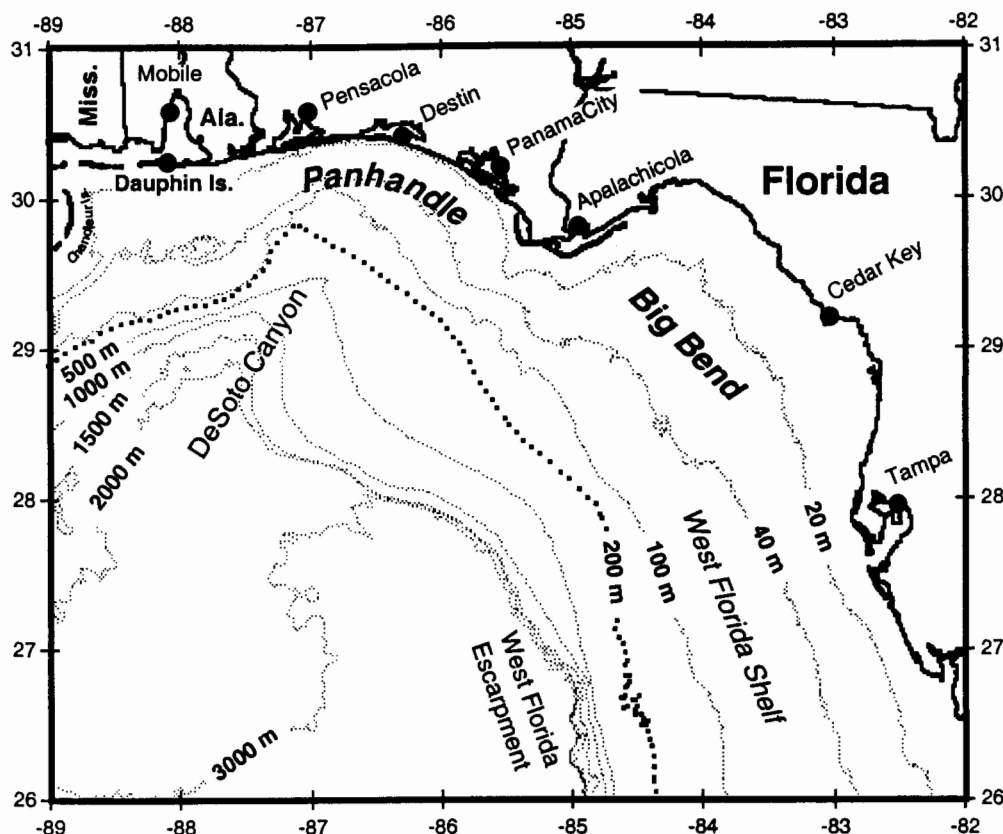 -89 -88 -87 -86 -85 -84 -83 -82
31 31
Miss.
Mobile
Ala.
Pensacola
Destin
PanamaCity
Dauphin Is.
Panhandle
Apalachicola
Florida
30 30
Chandeleur Is.
Cedar Key
Big Bend
29 29
500 m
1000 m
1500 m
2000 m
DeSoto Canyon
Tampa
28 28
200 m
100 m
West Florida Shelf
40 m
20 m
27 27
West Florida
Escarpment
3000 m
26 26
-89 -88 -87 -86 -85 -84 -83 -82